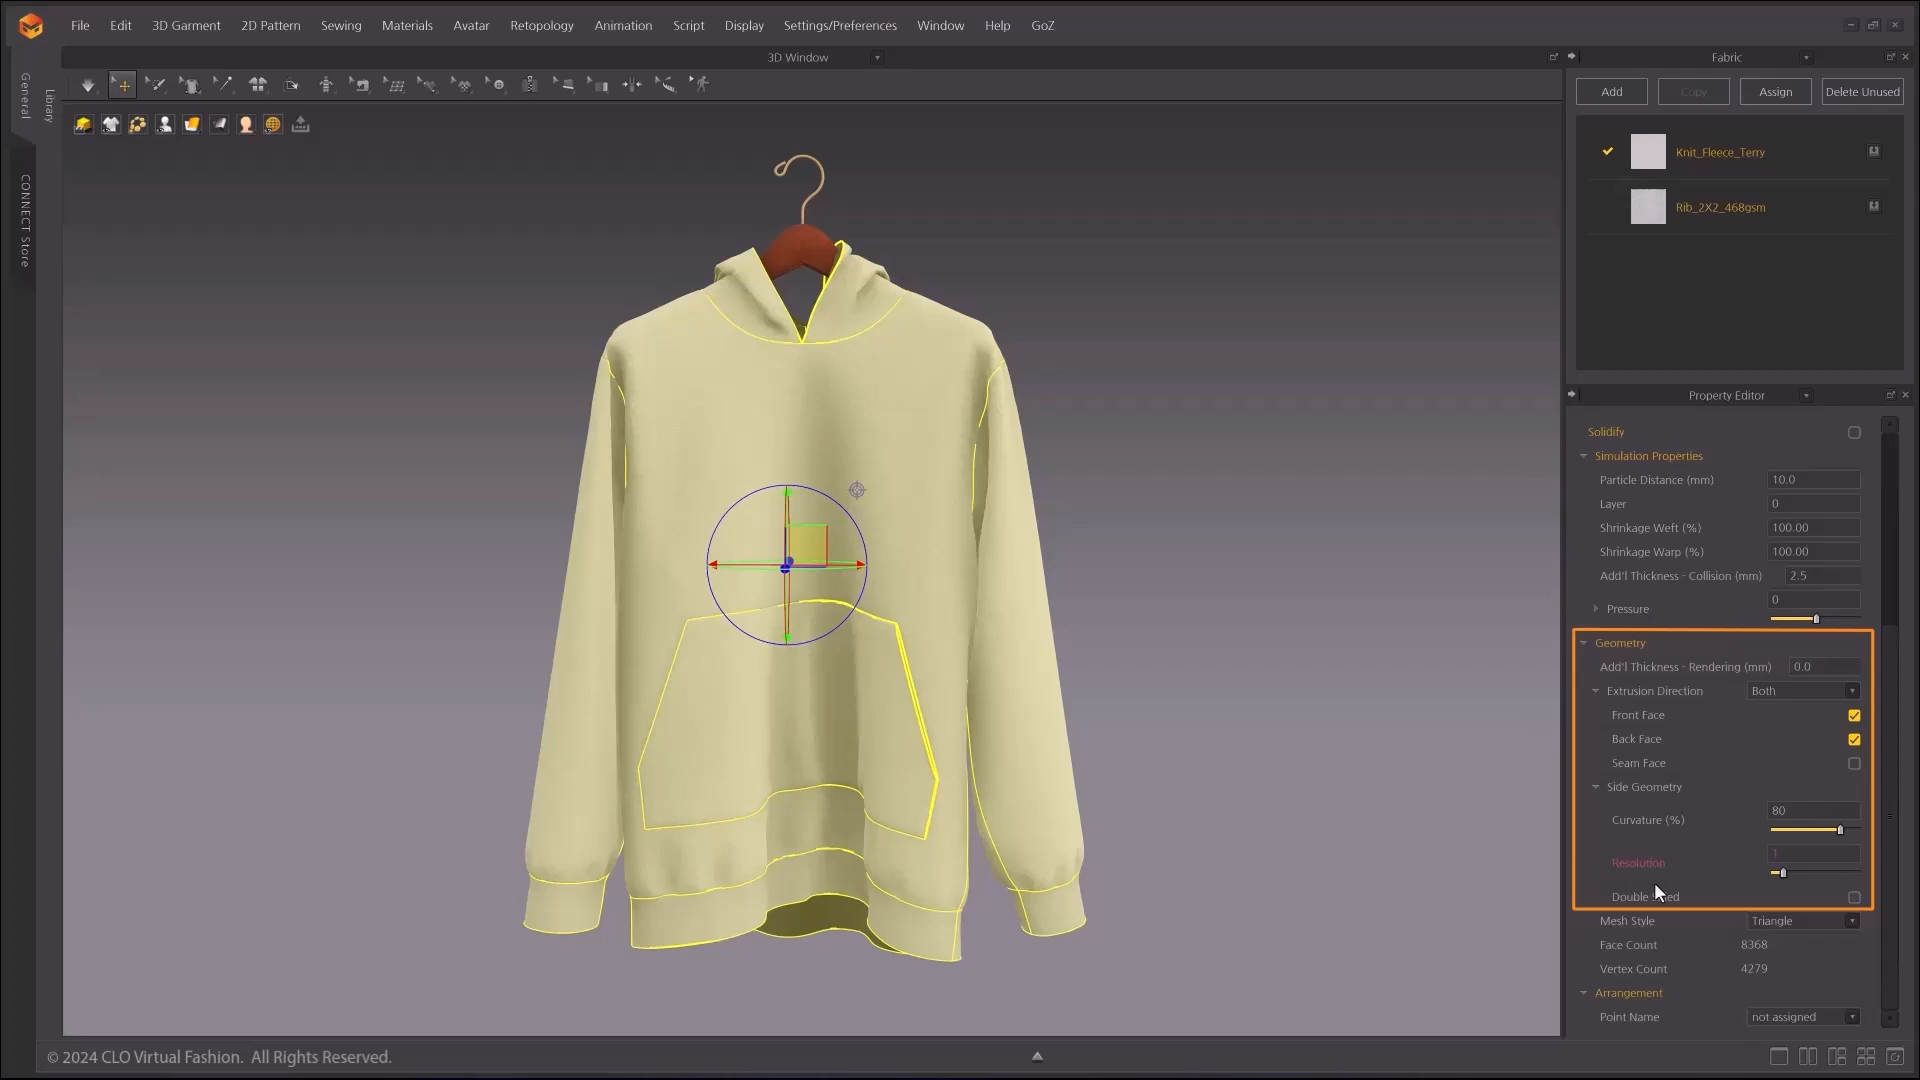 File Edit 3D Garment 2D Pattern Sewing Materials Avatar Retopology Animation Script Display Settings/Preferences Window Help GoZ
3D Window
Fabric
General
Library
CONNECT Store
Add Copy Assign Delete Unused
Knit_Fleece_Terry
Rib_2X2_468gsm
Property Editor
Solidify
Simulation Properties
Particle Distance (mm) 10.0
Layer 0
Shrinkage Weft (%) 100.00
Shrinkage Warp (%) 100.00
Add'l Thickness - Collision (mm) 2.5
Pressure 0
Geometry
Add'l Thickness - Rendering (mm) 0.0
Extrusion Direction Both
Front Face
Back Face
Seam Face
Side Geometry
Curvature (%) 80
Resolution 1
Double
Mesh Style Triangle
Face Count 8368
Vertex Count 4279
Arrangement
Point Name not assigned
© 2024 CLO Virtual Fashion. All Rights Reserved.